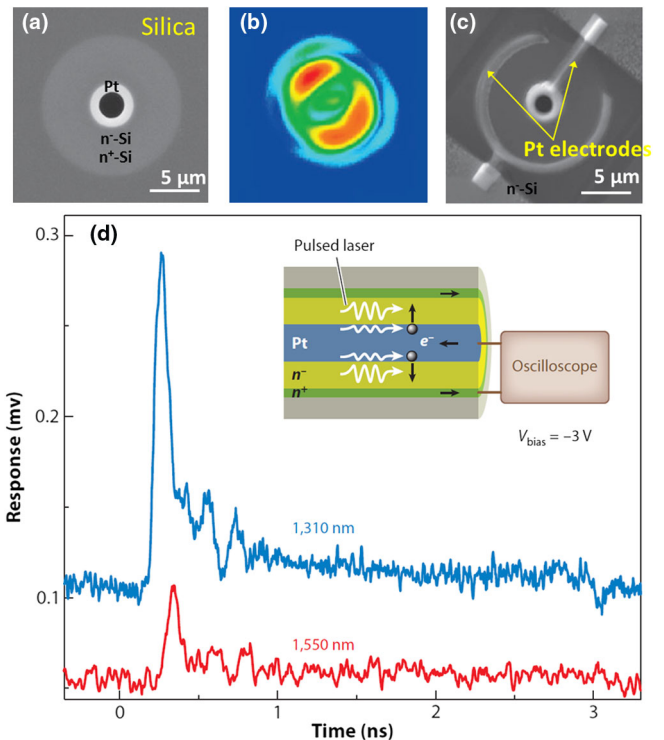 (a)
Silica
Pt
n⁻-Si
n⁺-Si
5 μm
(b)
(c)
Pt electrodes
n⁻-Si
5 μm
(d)
0.3
0.2
0.1
Response (mv)
Pulsed laser
Pt
e⁻
n⁻
n⁺
Oscilloscope
V bias = −3 V
1,310 nm
1,550 nm
0
1
2
3
Time (ns)